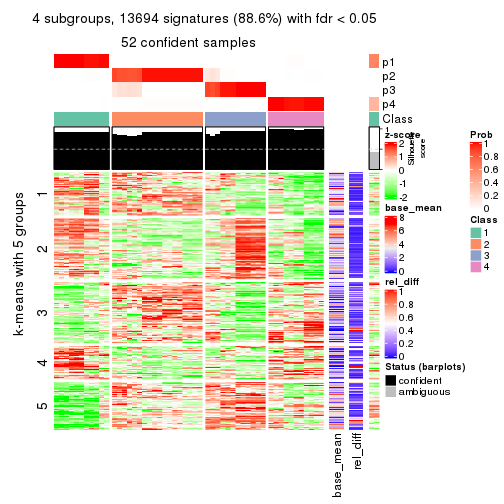 4 subgroups, 13694 signatures (88.6%) with fdr < 0.05
52 confident samples
p1
p2
p3
p4
Class
1
Silhouette
score
k-means with 5 groups
1
2
3
4
5
base_mean
rel_diff
z-score
2
1
0
-1
-2
base_mean
8
6
4
2
0
rel_diff
1
0.8
0.6
0.4
0.2
0
Status (barplots)
confident
ambiguous
Prob
1
0.8
0.6
0.4
0.2
0
Class
1
2
3
4